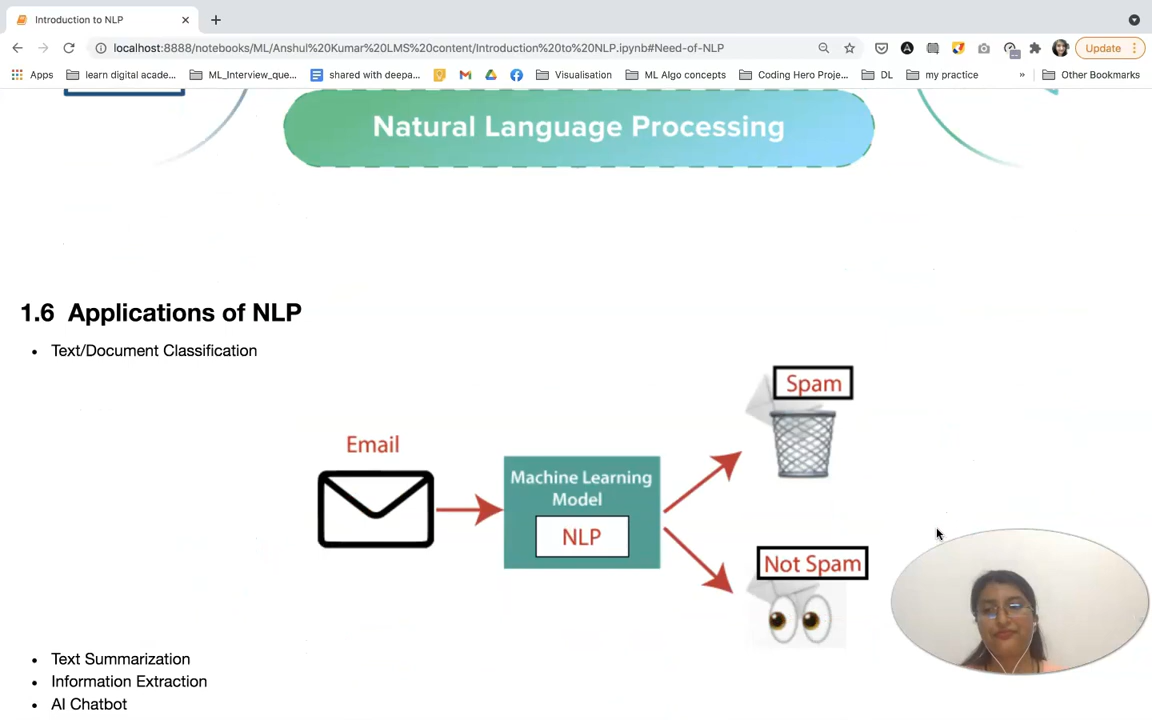 Introduction to NLP
localhost:8888/notebooks/ML/Anshul%20Kumar%20LMS%20content/Introduction%20to%20NLP.ipynb#Need-of-NLP
Update
Apps
learn digital acade...
ML_Interview_que...
shared with deepa...
Visualisation
ML Algo concepts
Coding Hero Proje...
DL
my practice
»
Other Bookmarks
Natural Language Processing
1.6 Applications of NLP
• Text/Document Classification
Spam
Email
Machine Learning
Model
NLP
Not Spam
• Text Summarization
• Information Extraction
• AI Chatbot